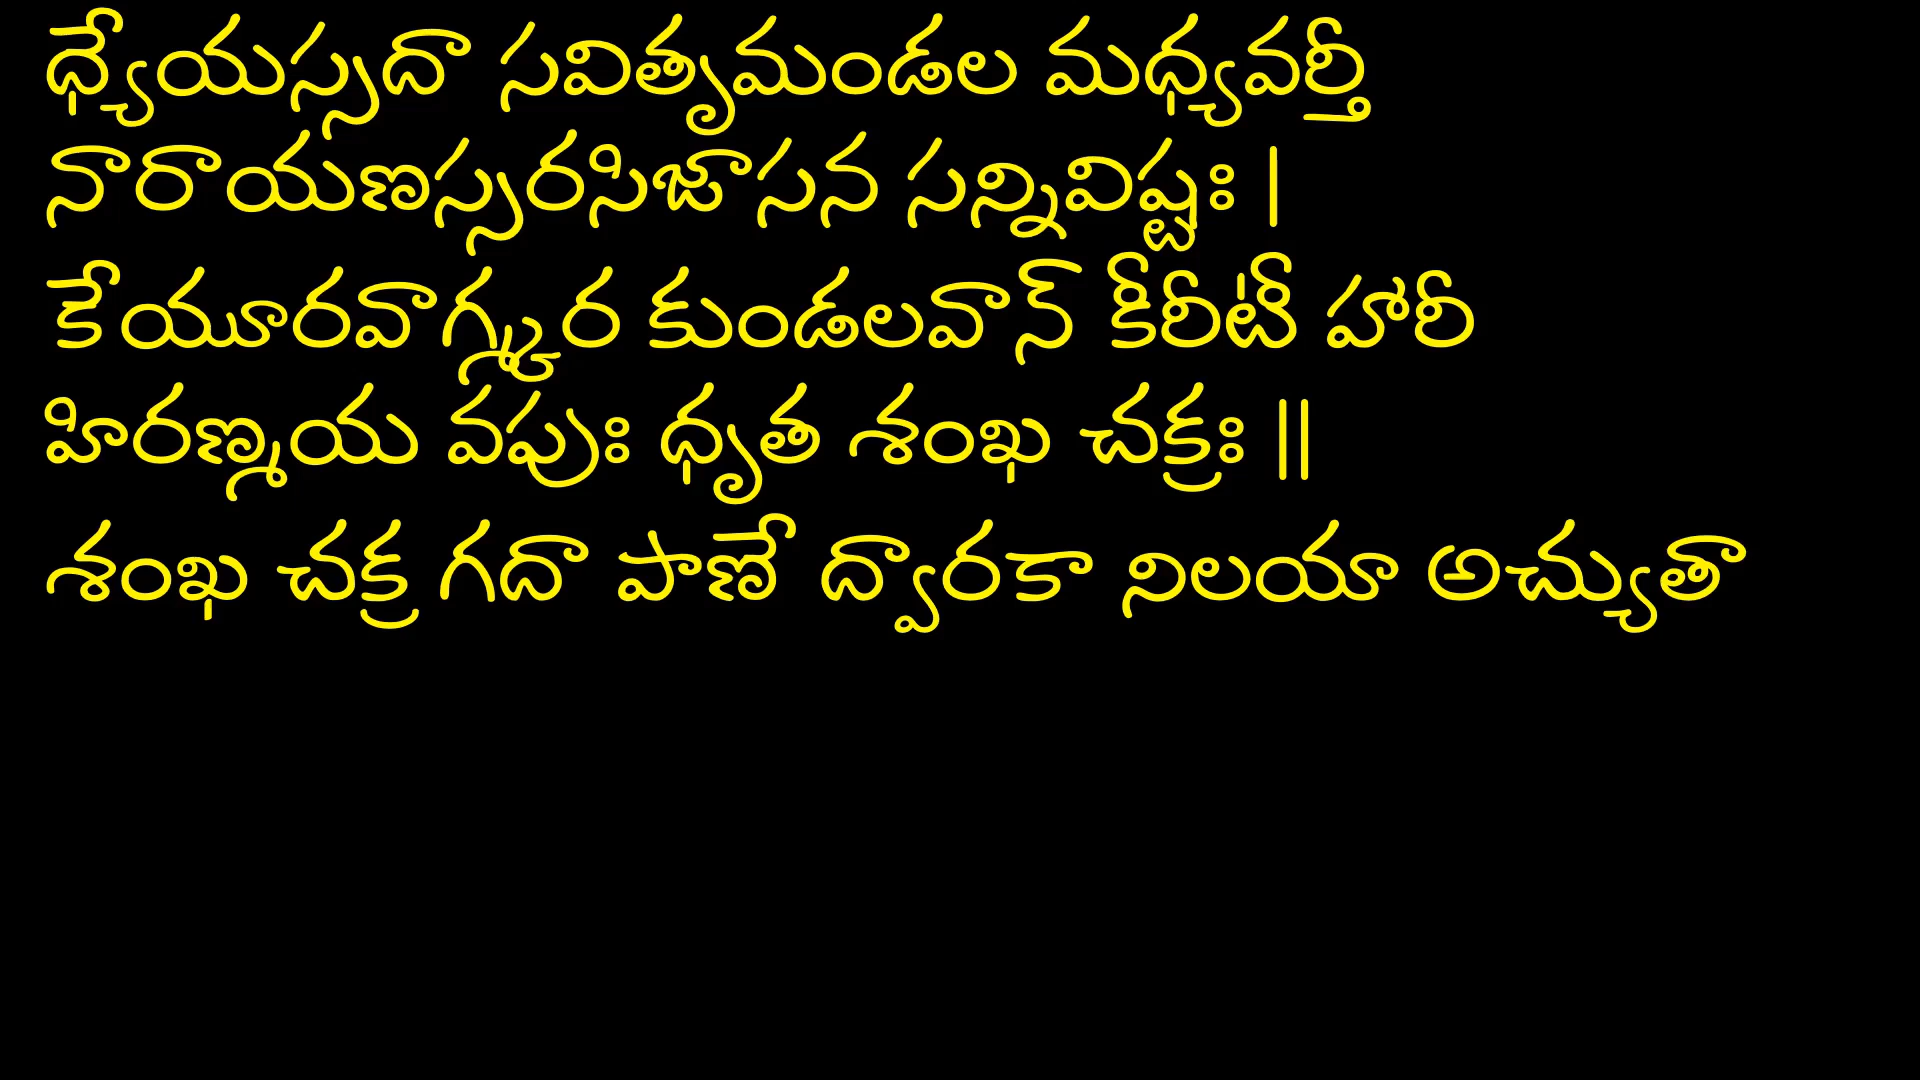 ధ్యేయస్సదా సవితృమండల మధ్యవర్తీ
నారాయణస్సరసిజాసన సన్నివిష్టః |
కేయూరవాగ్మకర కుండలవాన్ కీరీటీ హారీ
హిరణ్మయ వపుః ధృత శంఖ చక్రః ||
శంఖ చక్ర గదా పాణే ద్వారకా నిలయా అచ్యుతా